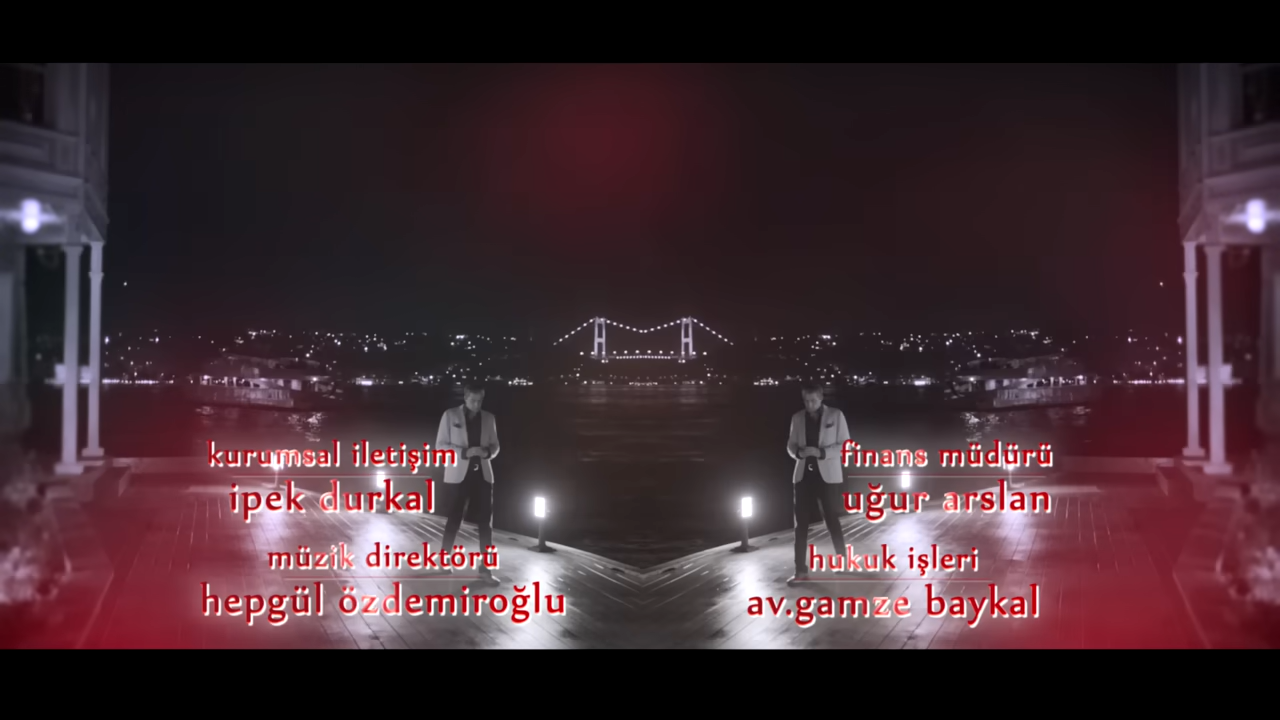 kurumsal iletişim
ipek durkal
müzik direktörü
hepgül özdemiroğlu
finans müdürü
uğur arslan
hukuk işleri
av.gamze baykal